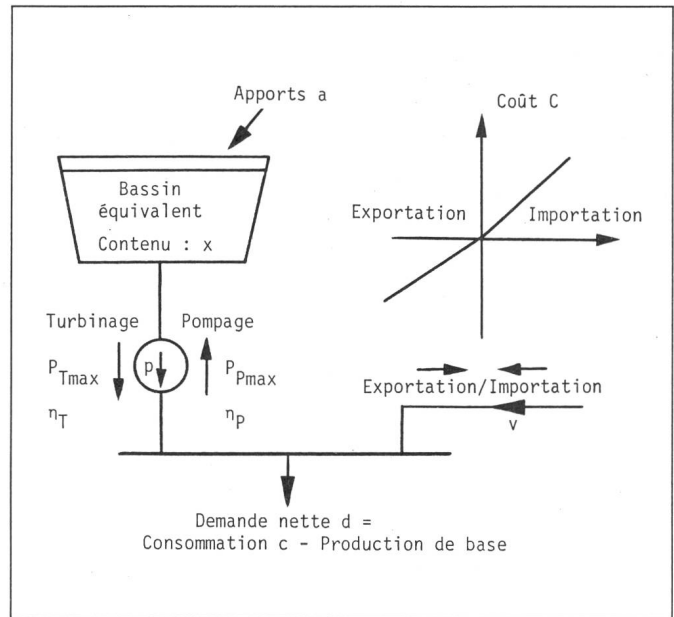 Apports a
Bassin
équivalent
Contenu : x
Turbinage
Pompage
P_Tmax
p
P_Pmax
η_T
η_P
Coût C
Exportation
Importation
Exportation/Importation
v
Demande nette d =
Consommation c - Production de base